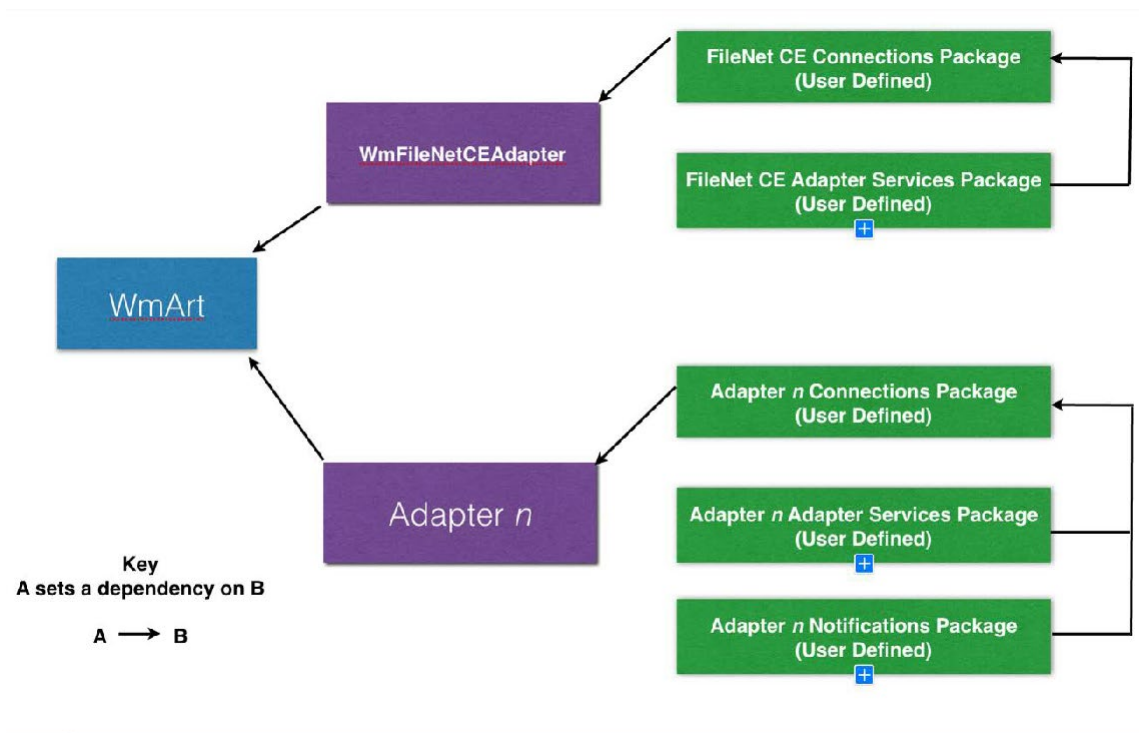 FileNet CE Connections Package
(User Defined)
WmFileNetCEAdapter
FileNet CE Adapter Services Package
(User Defined)
WmArt
Adapter n Connections Package
(User Defined)
Adapter n
Adapter n Adapter Services Package
(User Defined)
Key
A sets a dependency on B
A B
Adapter n Notifications Package
(User Defined)